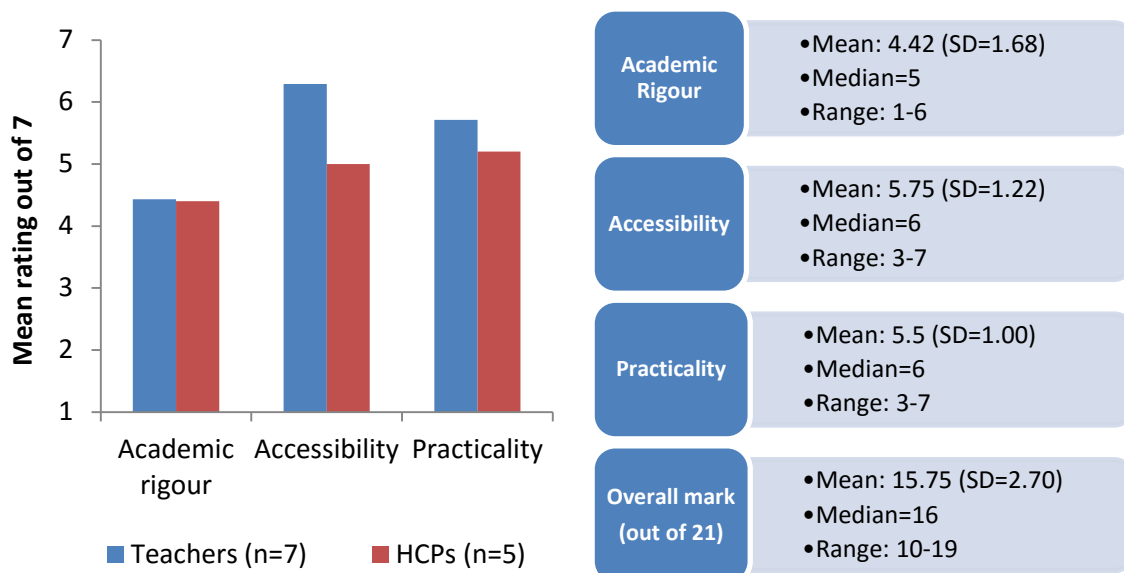 Mean rating out of 7
7
6
5
4
3
2
1
Academic
rigour
Accessibility
Practicality
Teachers (n=7)
HCPs (n=5)
Academic
Rigour
•Mean: 4.42 (SD=1.68)
•Median=5
•Range: 1-6
Accessibility
•Mean: 5.75 (SD=1.22)
•Median=6
•Range: 3-7
Practicality
•Mean: 5.5 (SD=1.00)
•Median=6
•Range: 3-7
Overall mark
(out of 21)
•Mean: 15.75 (SD=2.70)
•Median=16
•Range: 10-19